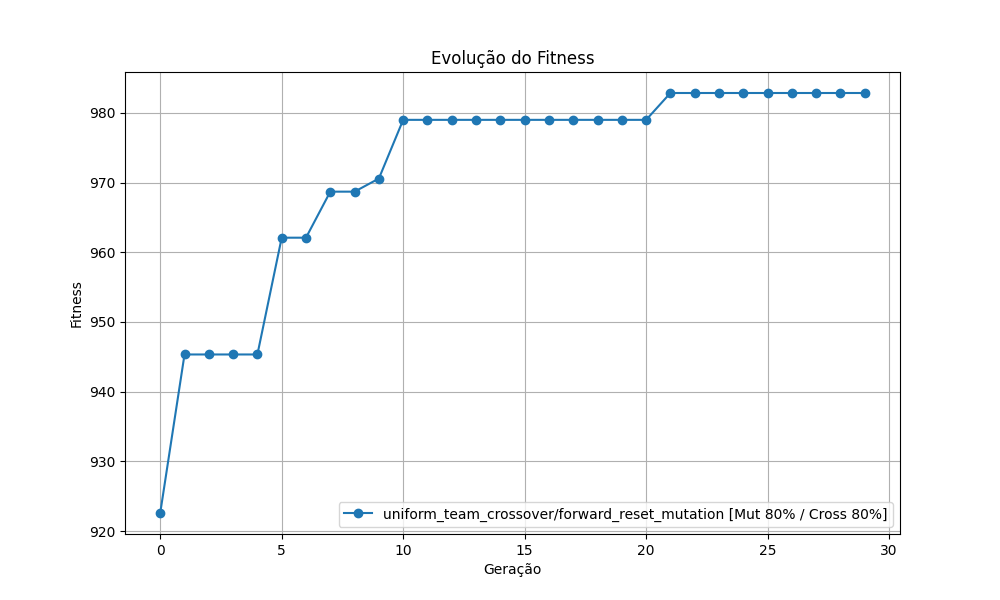 Evolução do Fitness
Fitness
980
970
960
950
940
930
920
uniform_team_crossover/forward_reset_mutation [Mut 80% / Cross 80%]
0 5 10 15 20 25 30
Geração